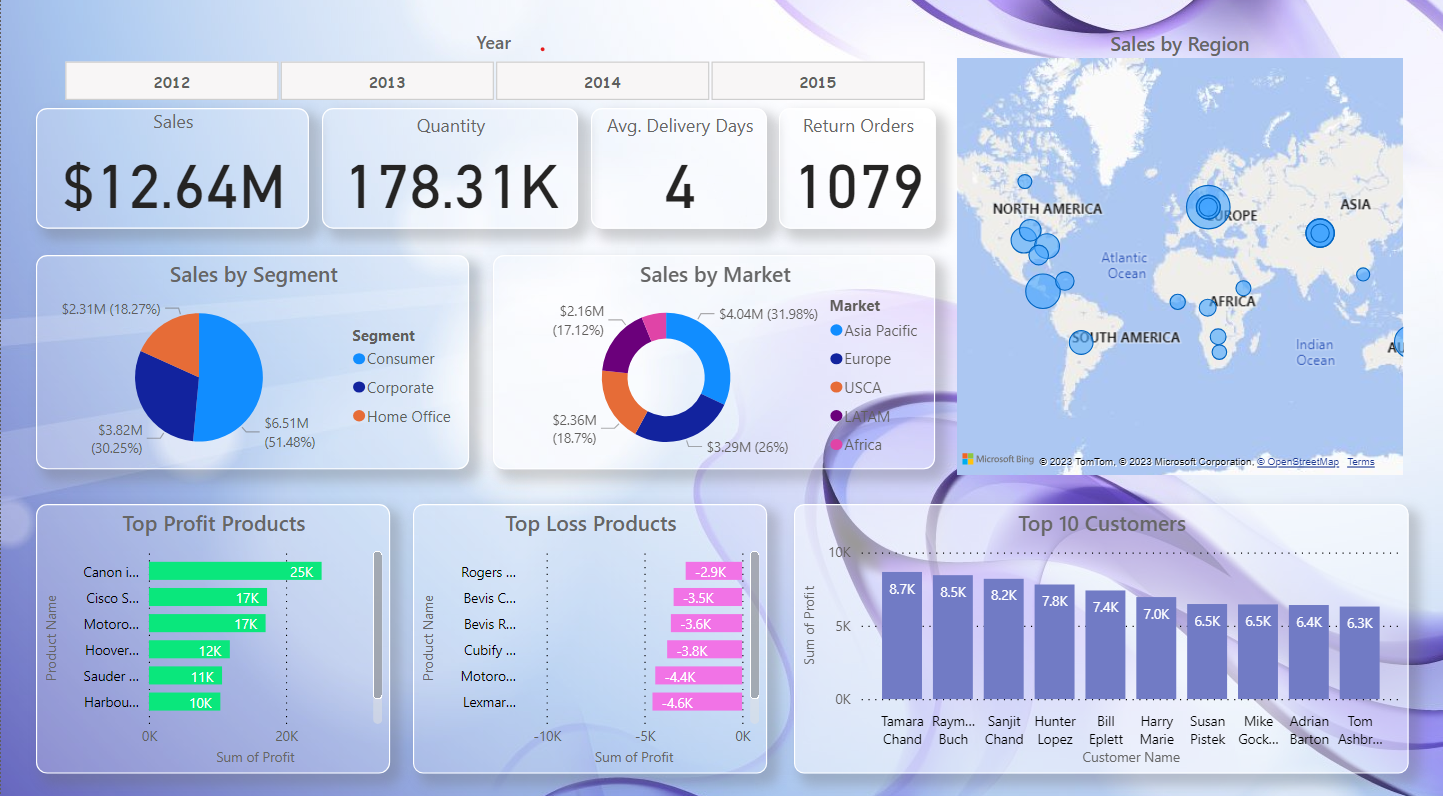 Year
2012
2013
2014
2015
Sales
$12.64M
Quantity
178.31K
Avg. Delivery Days
4
Return Orders
1079
Sales by Region
NORTH AMERICA
EUROPE
ASIA
Atlantic
Ocean
AFRICA
SOUTH AMERICA
Indian
Ocean
AU
Microsoft Bing
© 2023 TomTom, © 2023 Microsoft Corporation, © OpenStreetMap Terms
Sales by Segment
$2.31M (18.27%)
$3.82M
(30.25%)
$6.51M
(51.48%)
Segment
Consumer
Corporate
Home Office
Sales by Market
$2.16M
(17.12%)
$4.04M (31.98%)
$2.36M
(18.7%)
$3.29M (26%)
Market
Asia Pacific
Europe
USCA
LATAM
Africa
Top Profit Products
Product Name
Canon i... 25K
Cisco S... 17K
Motoro... 17K
Hoover... 12K
Sauder ... 11K
Harbou... 10K
0K 20K
Sum of Profit
Top Loss Products
Product Name
Rogers ... -2.9K
Bevis C... -3.5K
Bevis R... -3.6K
Cubify ... -3.8K
Motoro... -4.4K
Lexmar... -4.6K
-10K -5K 0K
Sum of Profit
Top 10 Customers
Sum of Profit
10K
5K
0K
8.7K 8.5K 8.2K 7.8K 7.4K 7.0K 6.5K 6.5K 6.4K 6.3K
Tamara Raym... Sanjit Hunter Bill Harry Susan Mike Adrian Tom
Chand Buch Chand Lopez Eplett Marie Pistek Gock... Barton Ashbr...
Customer Name